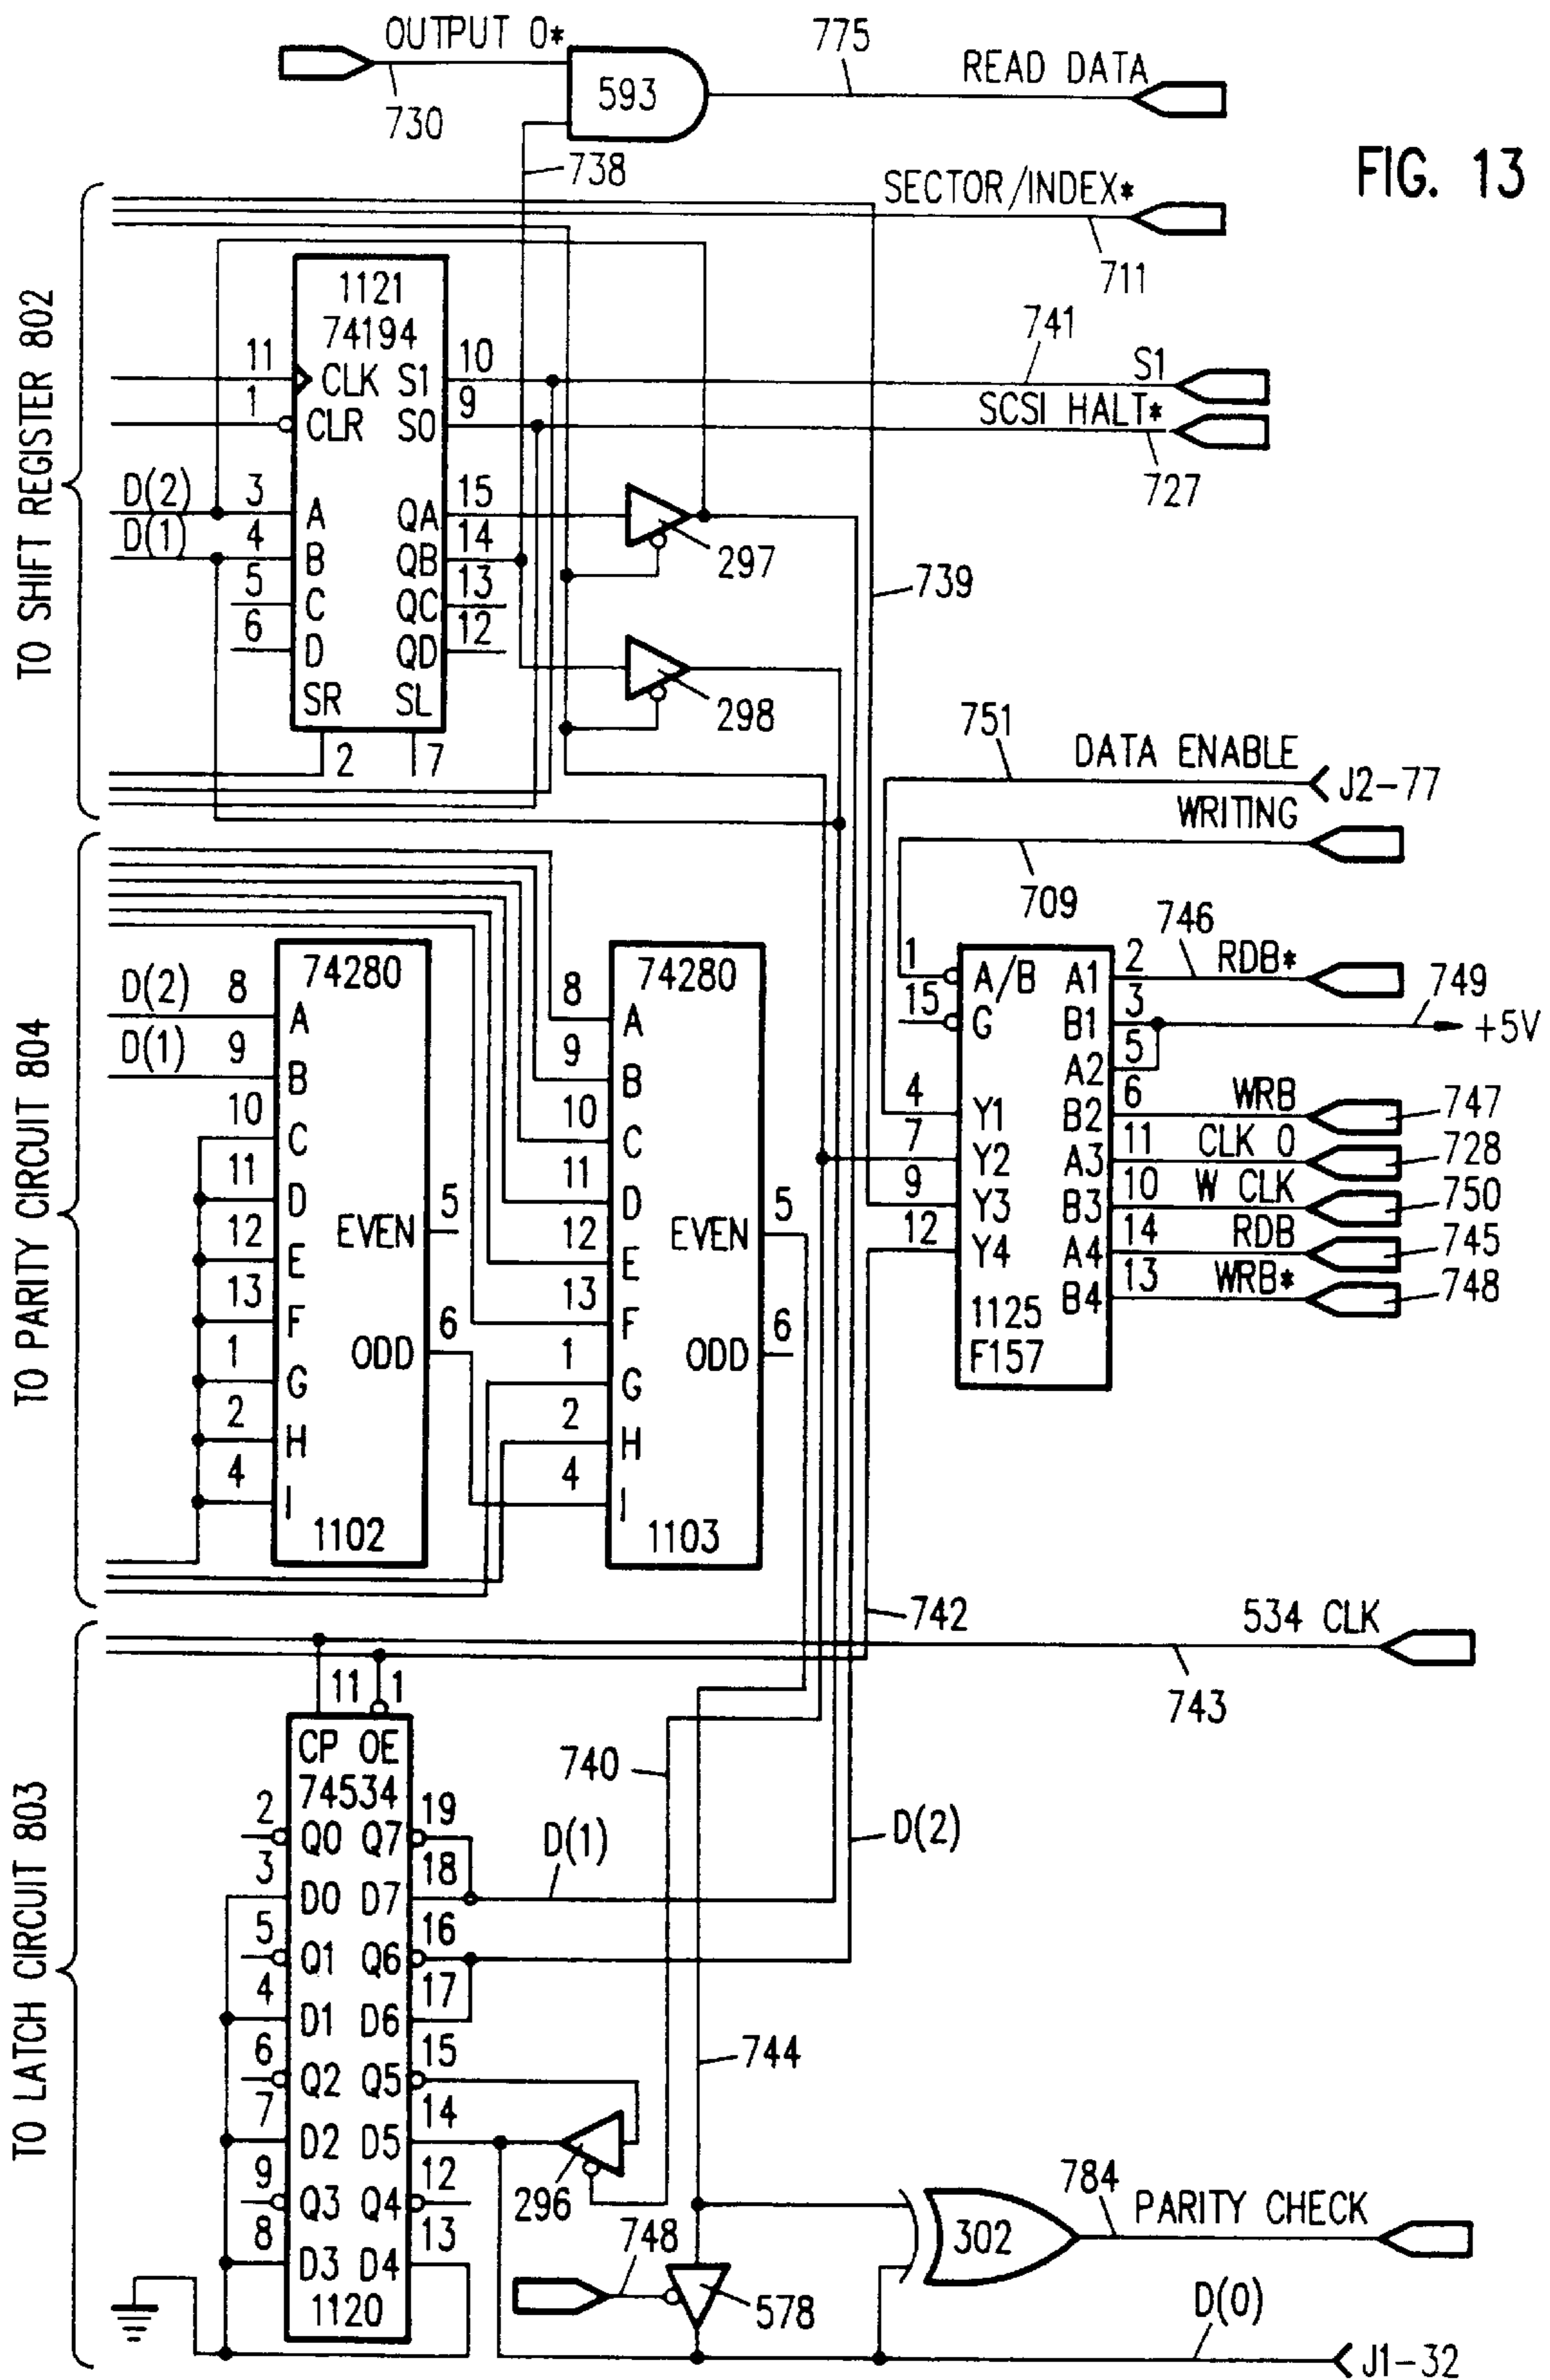 OUTPUT 0*
775
READ DATA
593
730
738
FIG. 13
SECTOR/INDEX*
711
TO SHIFT REGISTER 802
1121
74194
741
11
CLK
S1
10
S1
1
CLR
S0
9
SCSI HALT*
727
D(2)
3
A
QA
15
D(1)
4
B
QB
14
297
5
C
QC
13
739
6
D
QD
12
SR
SL
298
2
7
751
DATA ENABLE
J2-77
WRITING
709
TO PARITY CIRCUIT 804
74280
D(2)
8
A
D(1)
9
B
10
C
11
D
EVEN
5
12
E
13
F
6
ODD
1
G
2
H
4
I
1102
74280
8
A
9
B
10
C
11
D
EVEN
5
12
E
13
F
6
ODD
1
G
2
H
4
I
1103
746
1
A/B
A1
2
RDB*
15
G
B1
3
749
+5V
A2
5
4
Y1
B2
6
WRB
747
7
Y2
A3
11
CLK 0
728
9
Y3
B3
10
W CLK
750
12
Y4
A4
14
RDB
745
B4
13
WRB*
748
1125
F157
742
534 CLK
743
TO LATCH CIRCUIT 803
11
1
CP
OE
74534
740
2
Q0
Q7
19
D(1)
D(2)
3
D0
D7
18
5
Q1
Q6
16
4
D1
D6
17
6
Q2
Q5
15
744
7
D2
D5
14
9
Q3
Q4
12
296
8
D3
D4
13
1120
748
578
302
784
PARITY CHECK
D(0)
J1-32